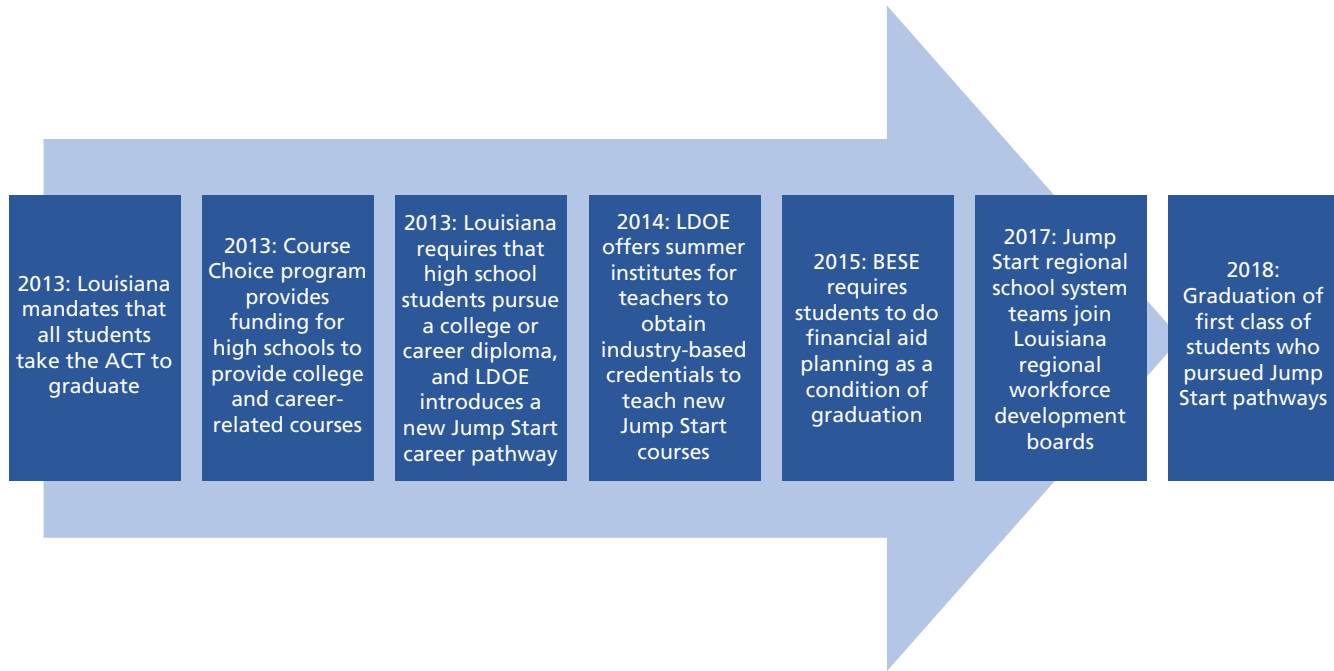 2013: Louisiana
mandates that
all students
take the ACT to
graduate
2013: Course
Choice program
provides
funding for
high schools to
provide college
and career-
related courses
2013: Louisiana
requires that
high school
students pursue
a college or
career diploma,
and LDOE
introduces a
new Jump Start
career pathway
2014: LDOE
offers summer
institutes for
teachers to
obtain
industry-based
credentials to
teach new
Jump Start
courses
2015: BESE
requires
students to do
financial aid
planning as a
condition of
graduation
2017: Jump
Start regional
school system
teams join
Louisiana
regional
workforce
development
boards
2018:
Graduation of
first class of
students who
pursued Jump
Start pathways